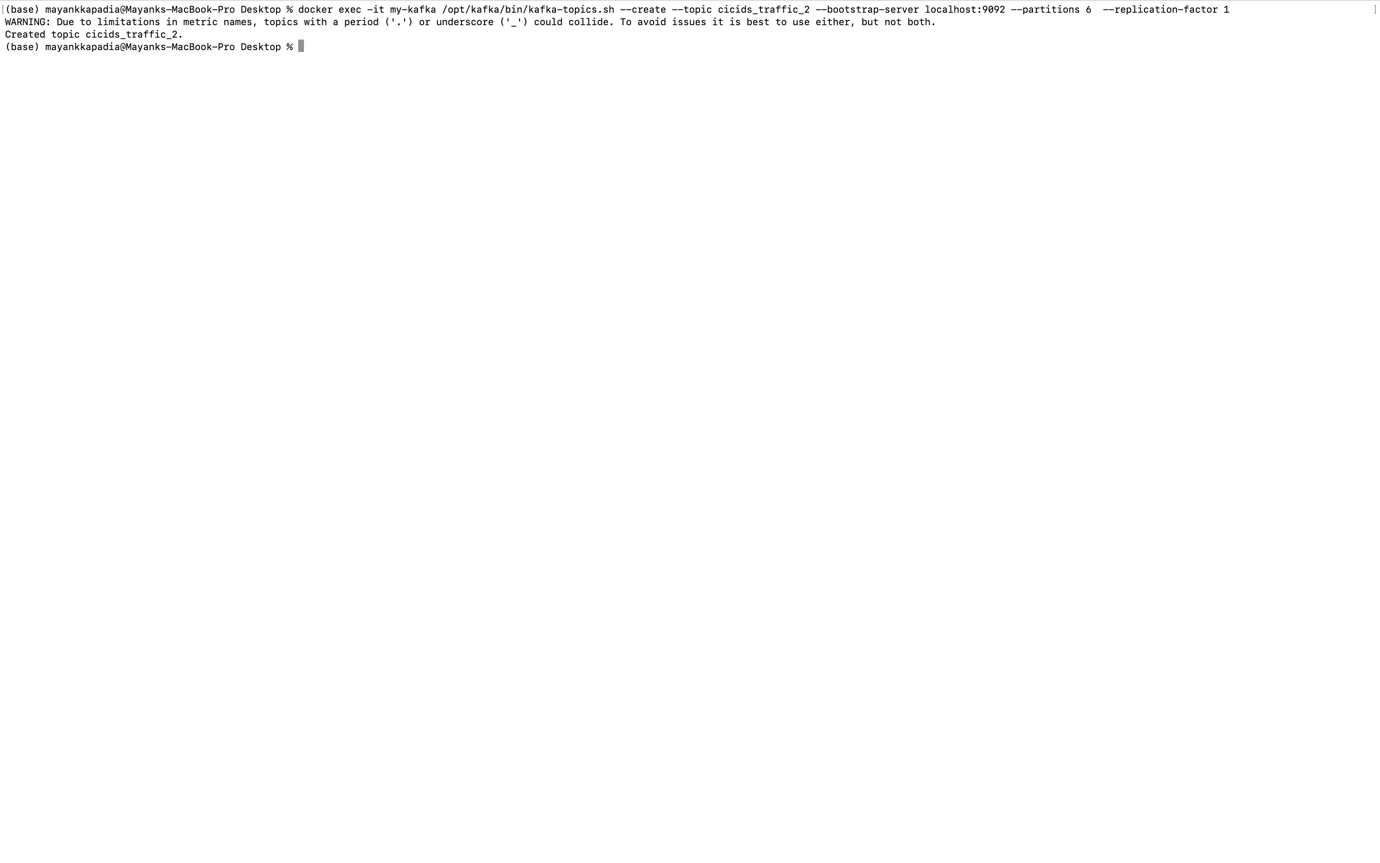 [(base) mayankkapadia@Mayanks-MacBook-Pro Desktop % docker exec -it my-kafka /opt/kafka/bin/kafka-topics.sh --create --topic cicids_traffic_2 --bootstrap-server localhost:9092 --partitions 6  --replication-factor 1 ]
WARNING: Due to limitations in metric names, topics with a period ('.') or underscore ('_') could collide. To avoid issues it is best to use either, but not both.
Created topic cicids_traffic_2.
(base) mayankkapadia@Mayanks-MacBook-Pro Desktop %